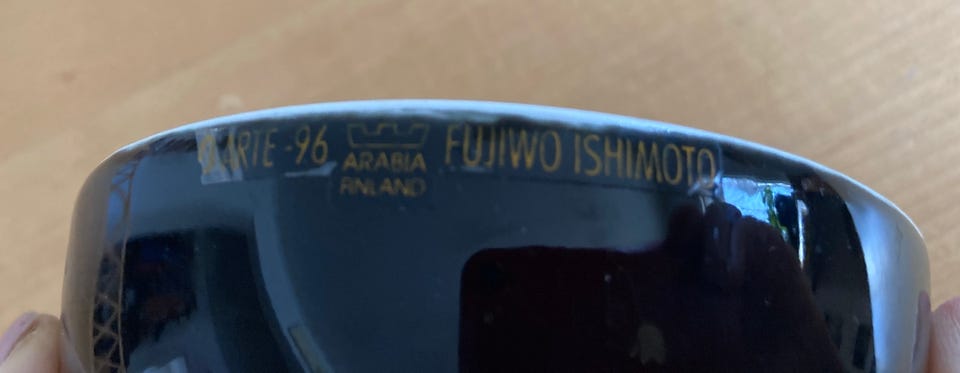 ARTE -96
ARABIA
FINLAND
FUJIWO ISHIMOTO